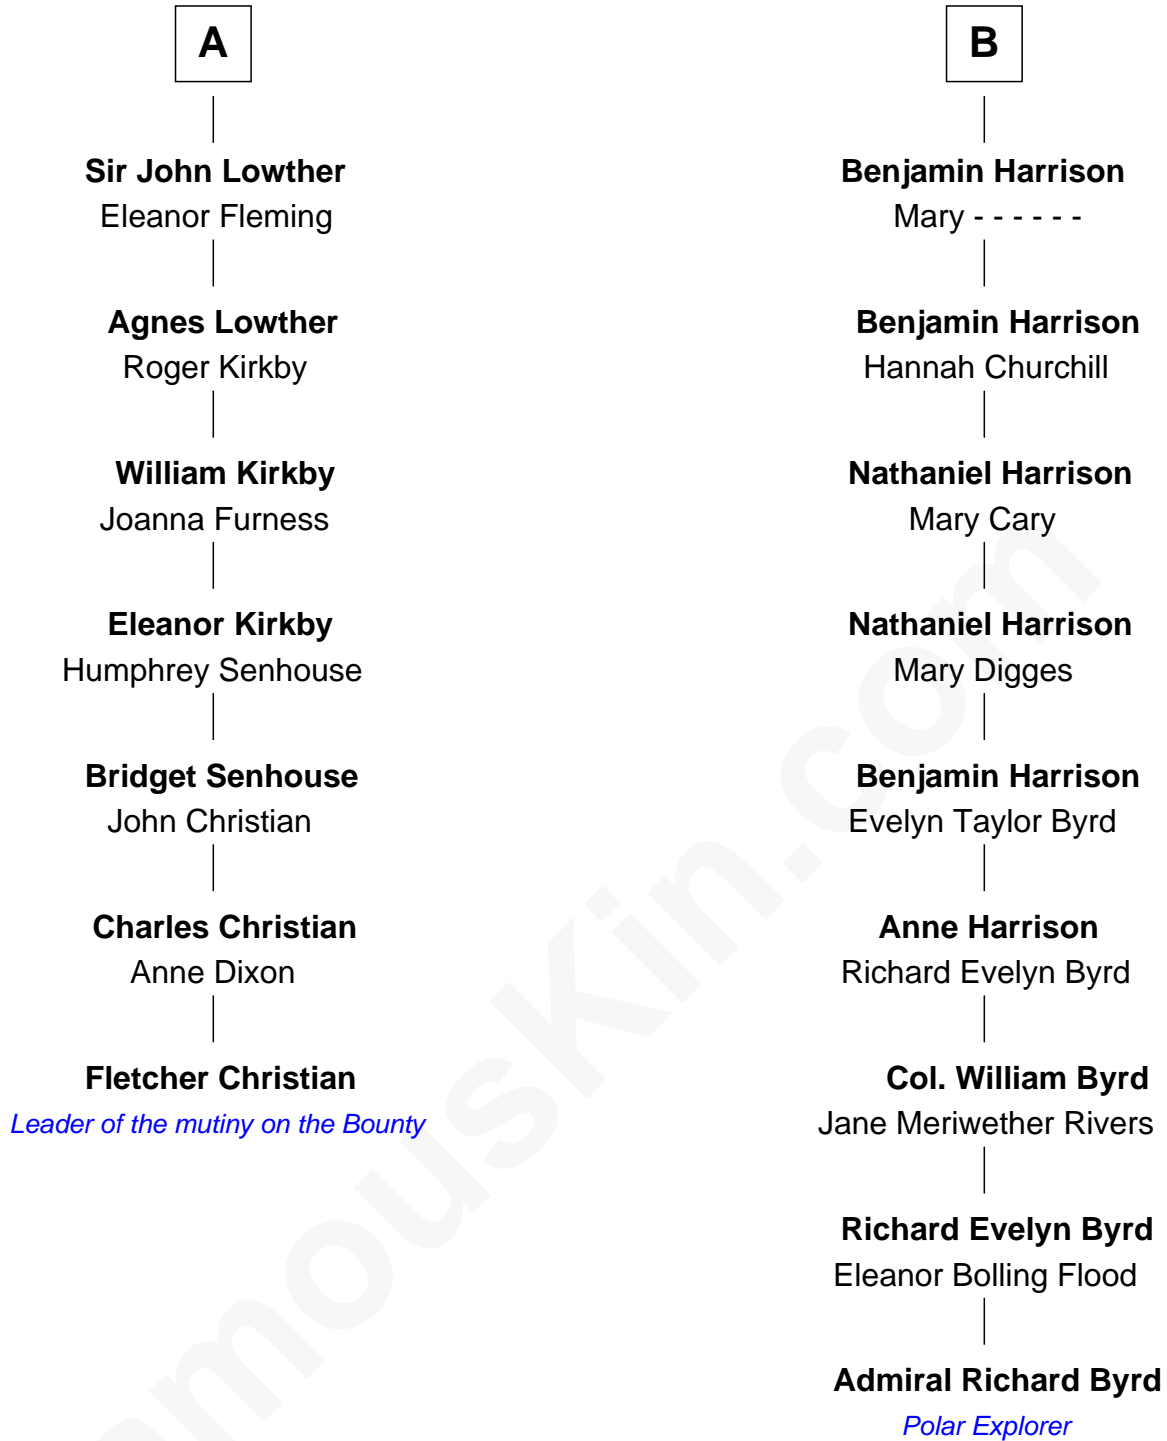 A
Sir John Lowther
Eleanor Fleming
Agnes Lowther
Roger Kirkby
William Kirkby
Joanna Furness
Eleanor Kirkby
Humphrey Senhouse
Bridget Senhouse
John Christian
Charles Christian
Anne Dixon
Fletcher Christian
Leader of the mutiny on the Bounty
B
Benjamin Harrison
Mary - - - - - -
Benjamin Harrison
Hannah Churchill
Nathaniel Harrison
Mary Cary
Nathaniel Harrison
Mary Digges
Benjamin Harrison
Evelyn Taylor Byrd
Anne Harrison
Richard Evelyn Byrd
Col. William Byrd
Jane Meriwether Rivers
Richard Evelyn Byrd
Eleanor Bolling Flood
Admiral Richard Byrd
Polar Explorer
amousKin.com